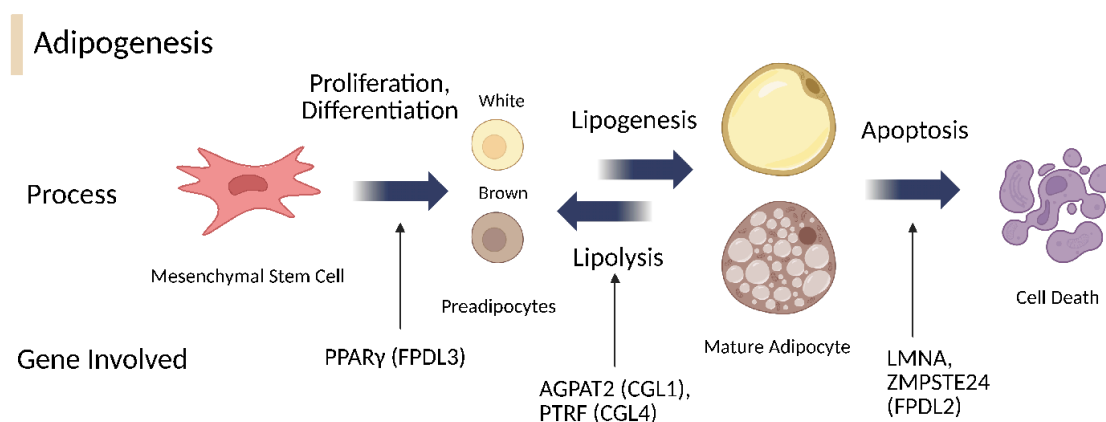 Adipogenesis
Proliferation,
Differentiation
White
Lipogenesis
Apoptosis
Process
Brown
Lipolysis
Mesenchymal Stem Cell
Preadipocytes
Mature Adipocyte
Cell Death
Gene Involved
PPARγ (FPDL3)
AGPAT2 (CGL1),
PTRF (CGL4)
LMNA,
ZMPSTE24
(FPDL2)